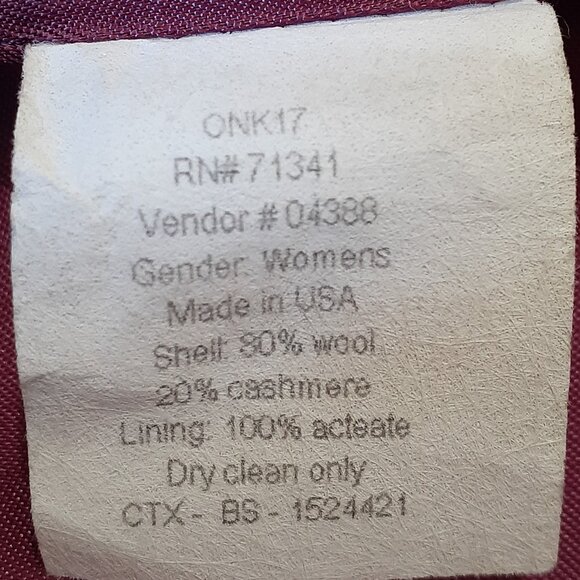 ONK17
RN# 71341
Vendor # 04388
Gender: Womens
Made in USA
Shell: 80% wool
20% cashmere
Lining: 100% acteate
Dry clean only
CTX - BS - 1524421